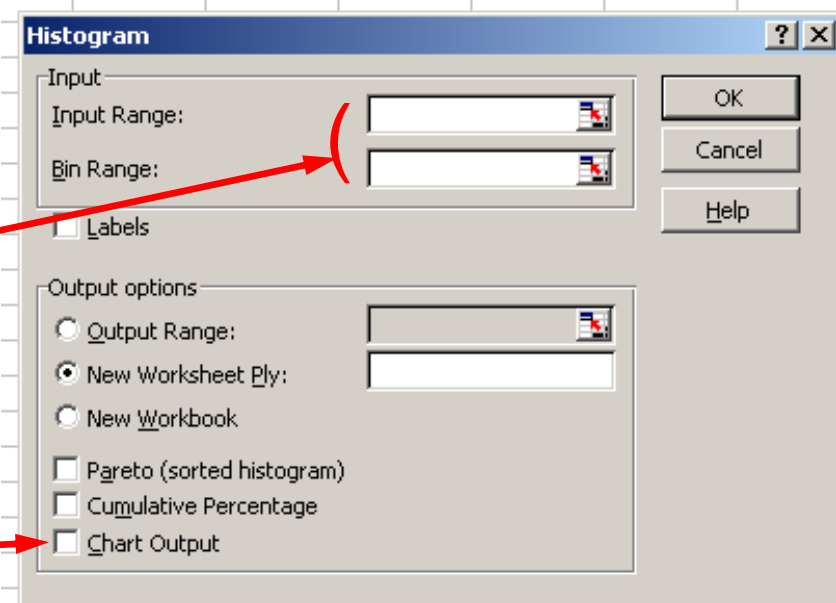 Histogram
Input
Input Range:
Bin Range:
Labels
OK
Cancel
Help
Output options
Output Range:
New Worksheet Ply:
New Workbook
Pareto (sorted histogram)
Cumulative Percentage
Chart Output